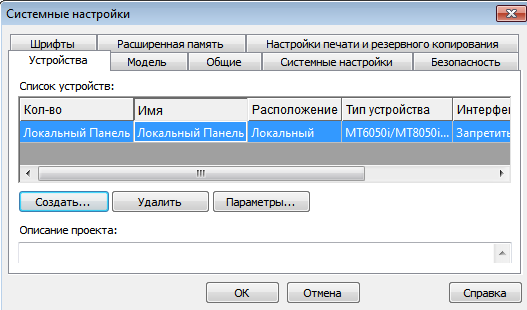 Системные настройки
Шрифты Расширенная память Настройки печати и резервного копирования
Устройства Модель Общие Системные настройки Безопасность
Список устройств:
Кол-во Имя Расположение Тип устройства Интерфей
Локальный Панель Локальный Панель Локальный MT6050i/MT8050i... Запретить
Создать... Удалить Параметры...
Описание проекта:
ОК Отмена Справка